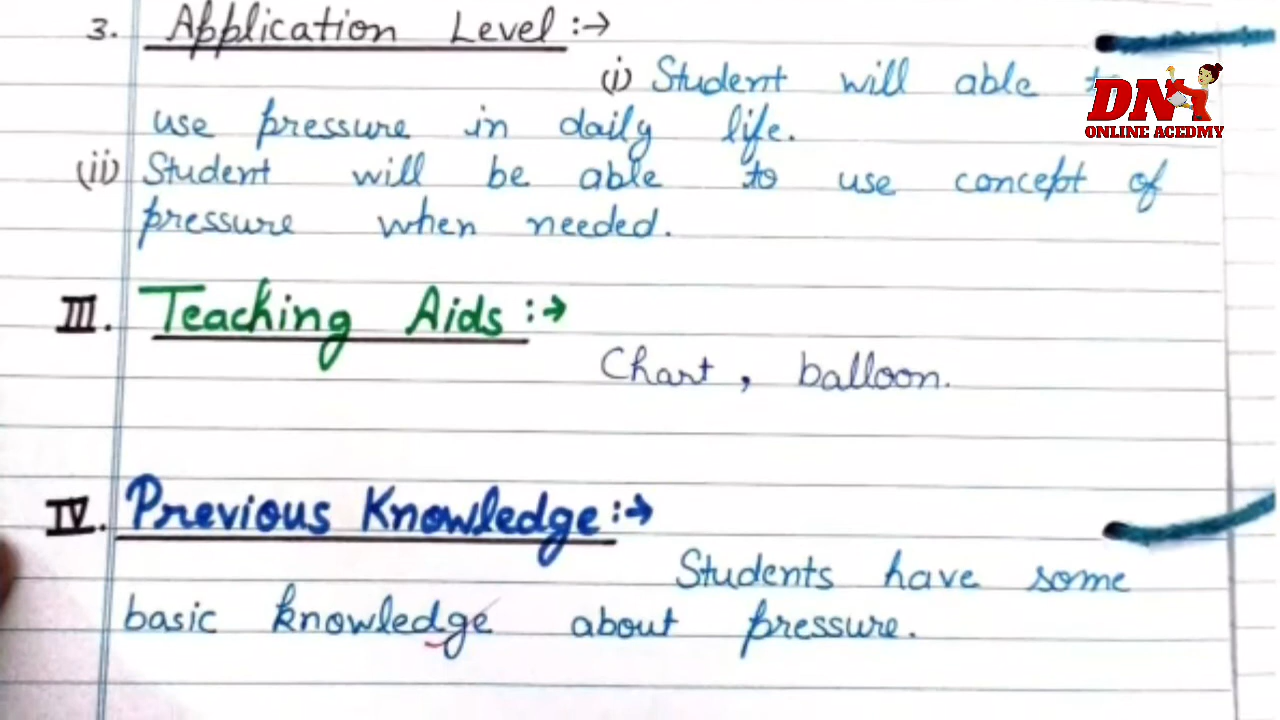 3. Application Level :→
(i) Student will able
use pressure in daily life.
(ii) Student will be able to use concept of
pressure when needed.
III. Teaching Aids :→
Chart, balloon.
IV. Previous Knowledge :→
Students have some
basic knowledge about pressure.
DN
ONLINE ACEDMY